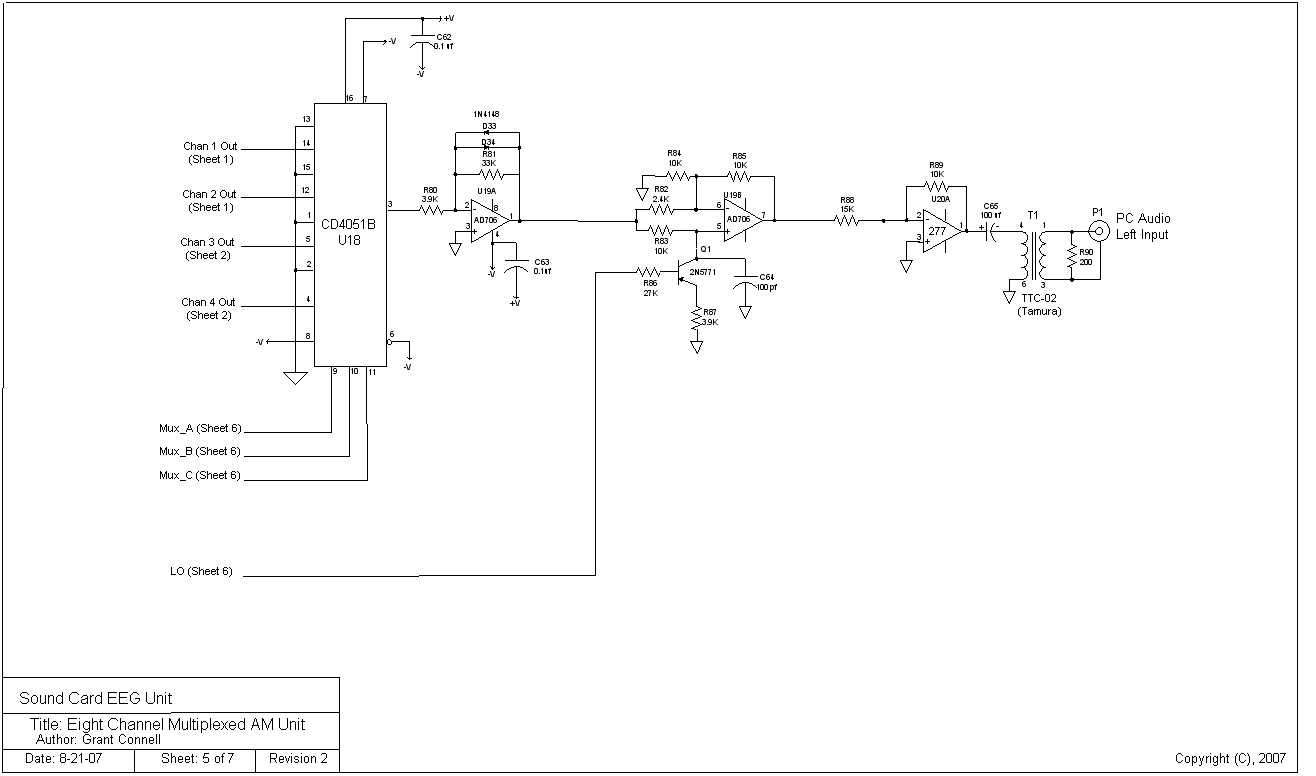 +V
C62
0.1 uf
-V
-V
16
7
13
Chan 1 Out
(Sheet 1)
14
15
Chan 2 Out
(Sheet 1)
12
1
Chan 3 Out
(Sheet 2)
5
2
Chan 4 Out
(Sheet 2)
4
-V
8
CD4051B
U18
3
6
-V
9
10
11
Mux_A (Sheet 6)
Mux_B (Sheet 6)
Mux_C (Sheet 6)
LO (Sheet 6)
R80
3.9K
1N4148
D33
D34
R81
33K
U19A
2
-
8
AD706
1
3
+
4
-V
C63
0.1uf
+V
R84
10K
R85
10K
R82
2.4K
R83
10K
U19B
6
-
AD706
7
5
+
Q1
2N5771
R86
27K
R87
3.9K
C64
100pf
R88
15K
R89
10K
U20A
2
-
277
1
3
+
C65
100 uf
+
-
T1
4
1
6
3
TTC-02
(Tamura)
R90
200
P1
PC Audio
Left Input
Sound Card EEG Unit
Title: Eight Channel Multiplexed AM Unit
Author: Grant Connell
Date: 8-21-07
Sheet: 5 of 7
Revision 2
Copyright (C), 2007